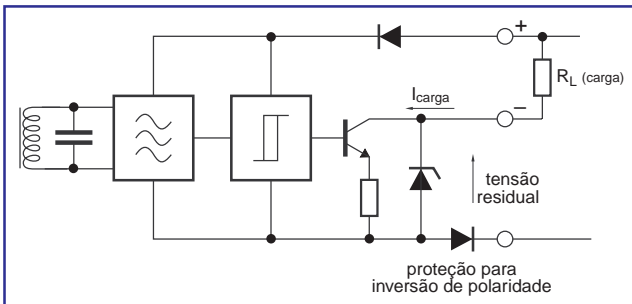 +
R_L (carga)
I_carga
–
tensão
residual
proteção para
inversão de polaridade